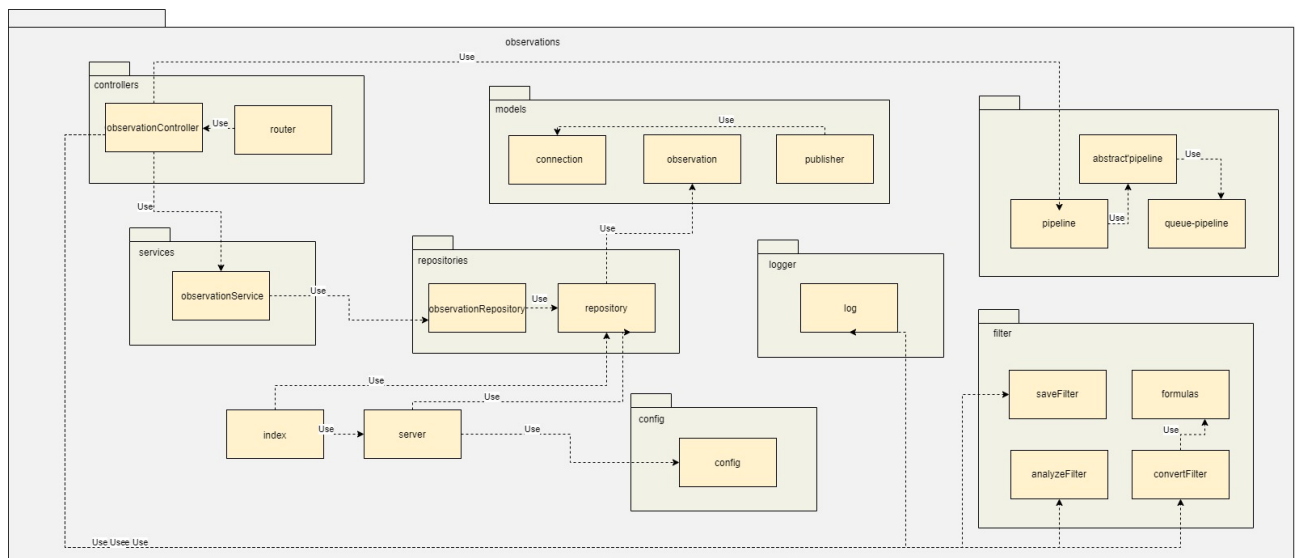 observations
Use
controllers
observationController
Use
router
models
Use
connection
observation
publisher
abstract'pipeline
Use
pipeline
Use
queue-pipeline
Use
services
observationService
Use
repositories
Use
observationRepository
Use
repository
logger
log
filter
saveFilter
formulas
Use
analyzeFilter
convertFilter
Use
Use
index
Use
server
Use
config
config
Use Usee Use